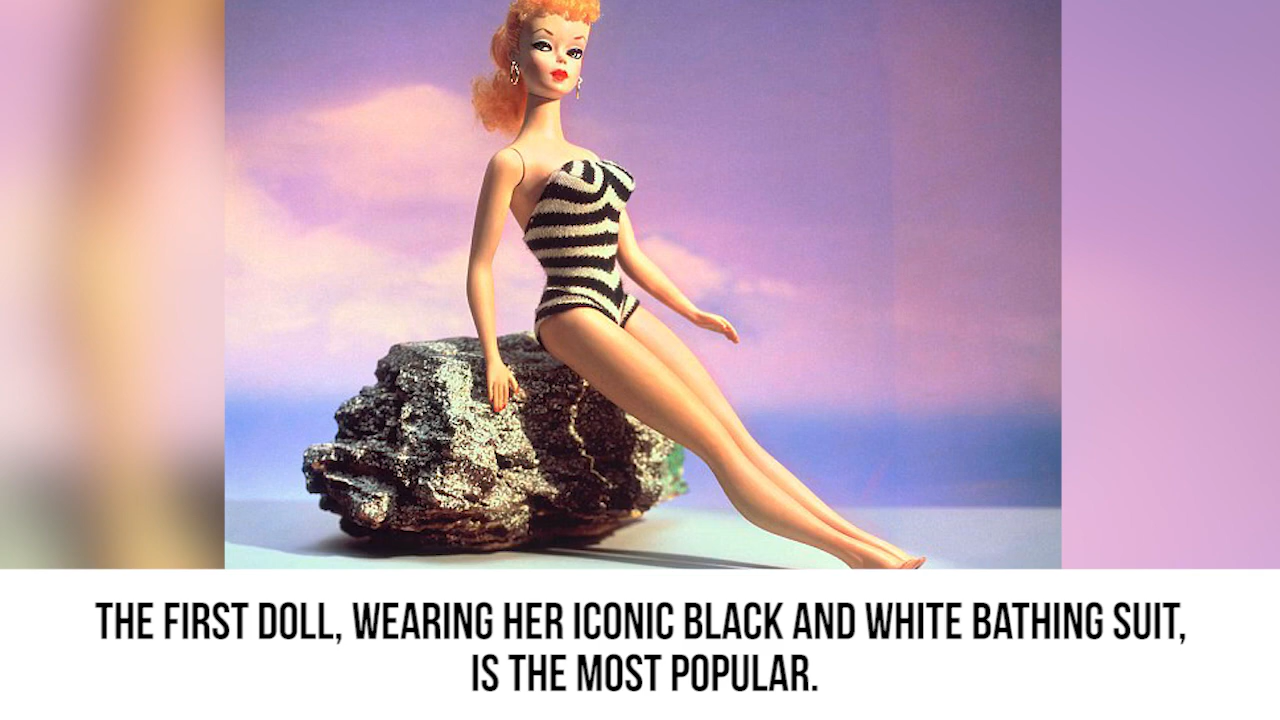 THE FIRST DOLL, WEARING HER ICONIC BLACK AND WHITE BATHING SUIT,
IS THE MOST POPULAR.